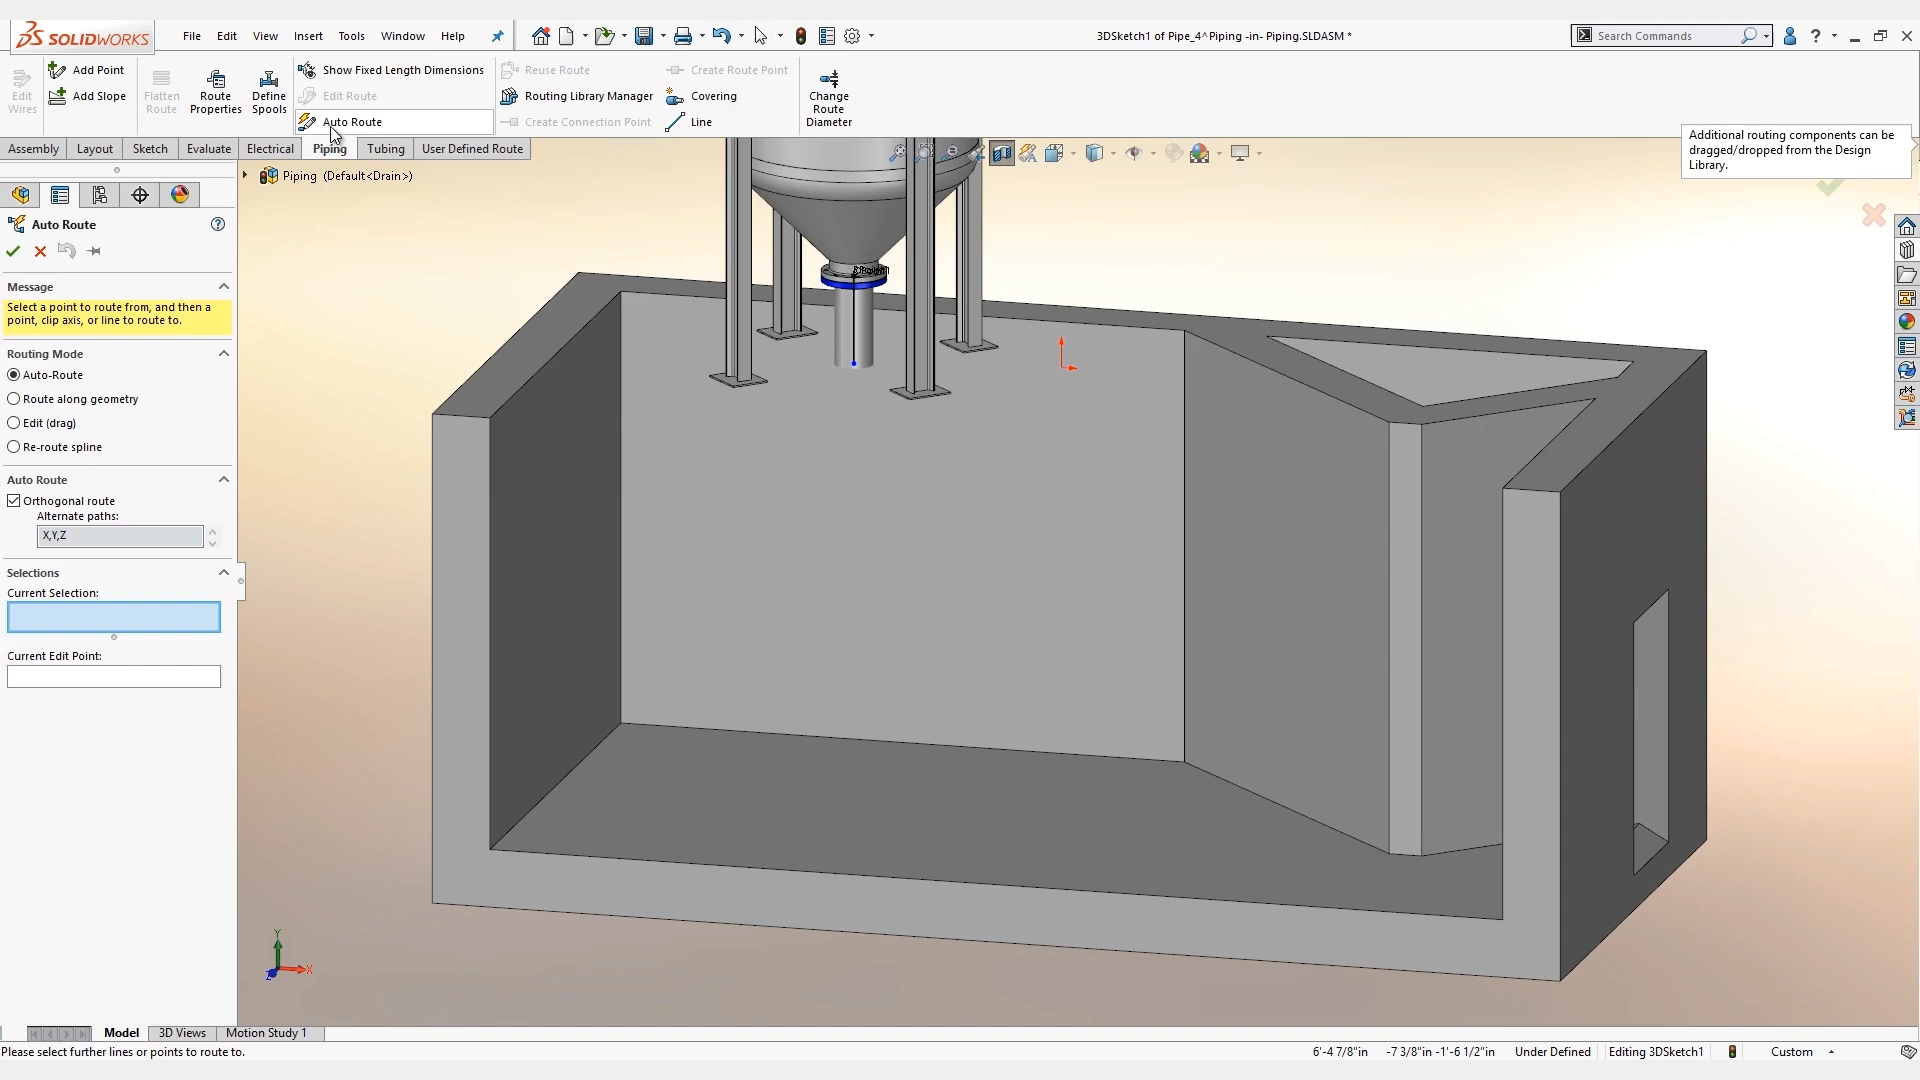 SOLIDWORKS
File Edit View Insert Tools Window Help
3DSketch1 of Pipe_4^Piping -in- Piping.SLDASM *
Search Commands
Edit Wires
Add Point
Add Slope
Flatten Route
Route Properties
Define Spools
Show Fixed Length Dimensions
Edit Route
Auto Route
Reuse Route
Routing Library Manager
Create Connection Point
Create Route Point
Covering
Line
Change Route Diameter
Assembly Layout Sketch Evaluate Electrical Piping Tubing User Defined Route
Additional routing components can be
dragged/dropped from the Design
Library.
Piping (Default<Drain>)
Auto Route
Message
Select a point to route from, and then a
point, clip axis, or line to route to.
Routing Mode
Auto-Route
Route along geometry
Edit (drag)
Re-route spline
Auto Route
Orthogonal route
Alternate paths:
X,Y,Z
Selections
Current Selection:
Current Edit Point:
Y
X
Z
Model 3D Views Motion Study 1
Please select further lines or points to route to.
6'-4 7/8"in -7 3/8"in -1'-6 1/2"in Under Defined Editing 3DSketch1 Custom